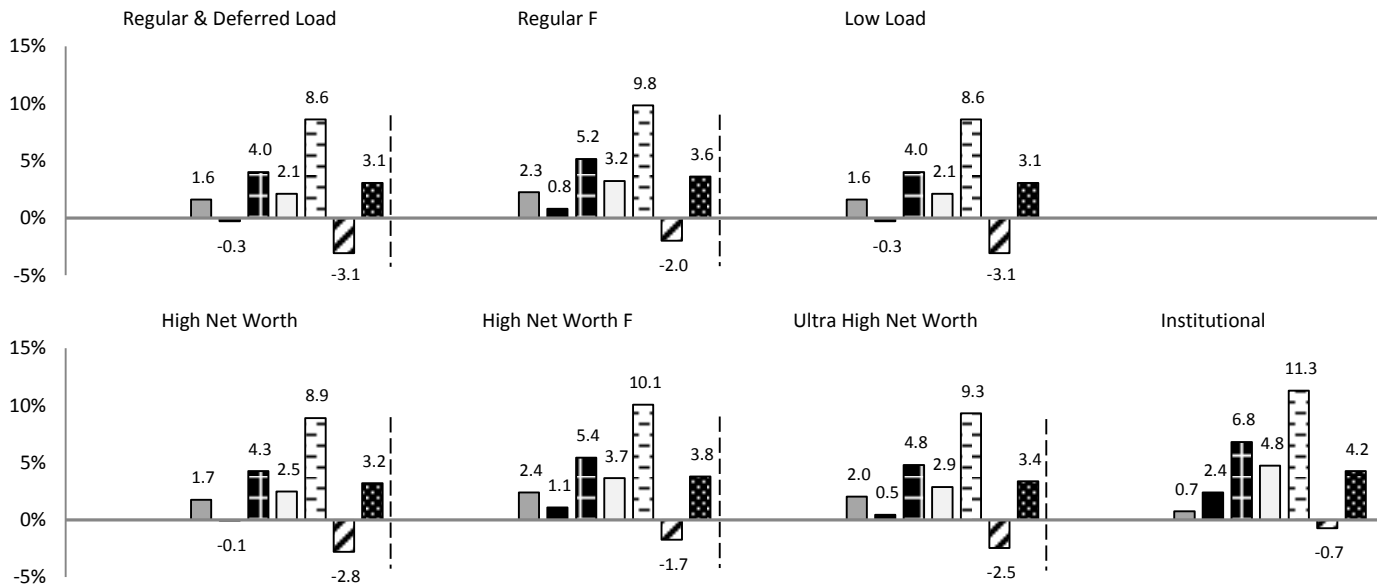 Regular & Deferred Load Regular F Low Load
15%
10%
5%
0%
-5%
1.6 -0.3 4.0 2.1 8.6 -3.1 3.1
2.3 0.8 5.2 3.2 9.8 -2.0 3.6
1.6 -0.3 4.0 2.1 8.6 -3.1 3.1
High Net Worth High Net Worth F Ultra High Net Worth Institutional
15%
10%
5%
0%
-5%
1.7 -0.1 4.3 2.5 8.9 -2.8 3.2
2.4 1.1 5.4 3.7 10.1 -1.7 3.8
2.0 0.5 4.8 2.9 9.3 -2.5 3.4
0.7 2.4 6.8 4.8 11.3 -0.7 4.2